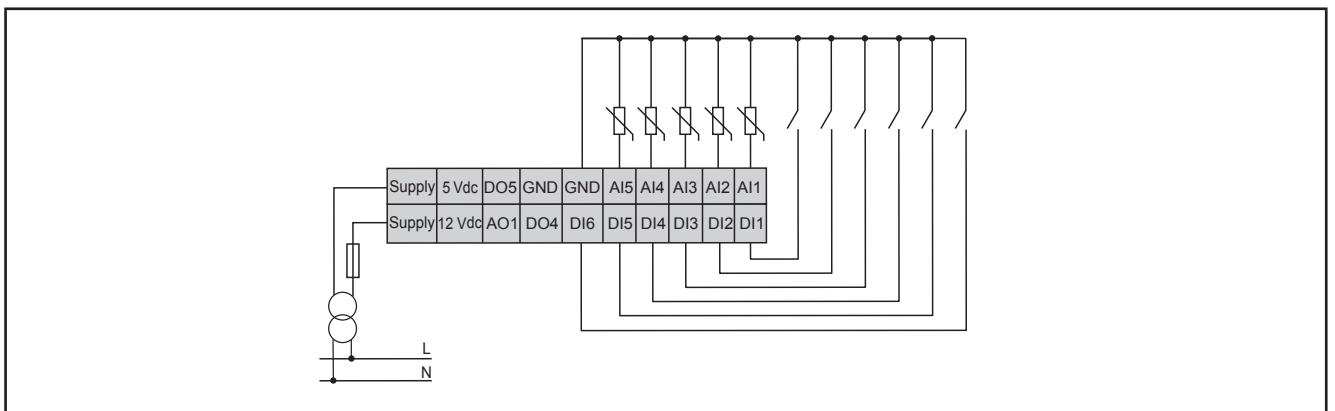 Supply 5 Vdc DO5 GND GND AI5 AI4 AI3 AI2 AI1
Supply 12 Vdc AO1 DO4 DI6 DI5 DI4 DI3 DI2 DI1
L
N